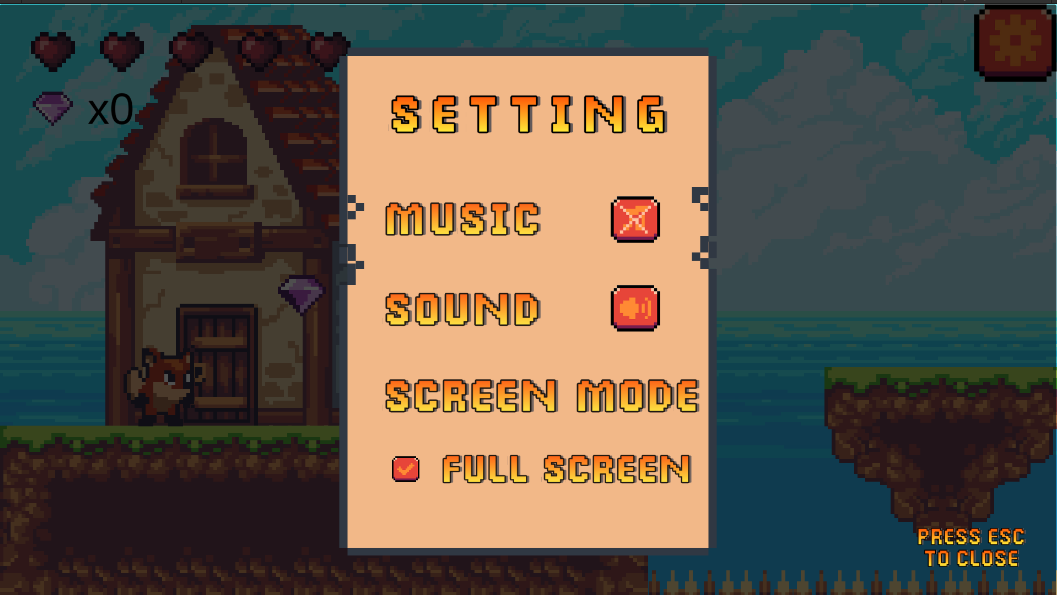 x0
SETTING
MUSIC
SOUND
SCREEN MODE
FULL SCREEN
PRESS ESC
TO CLOSE